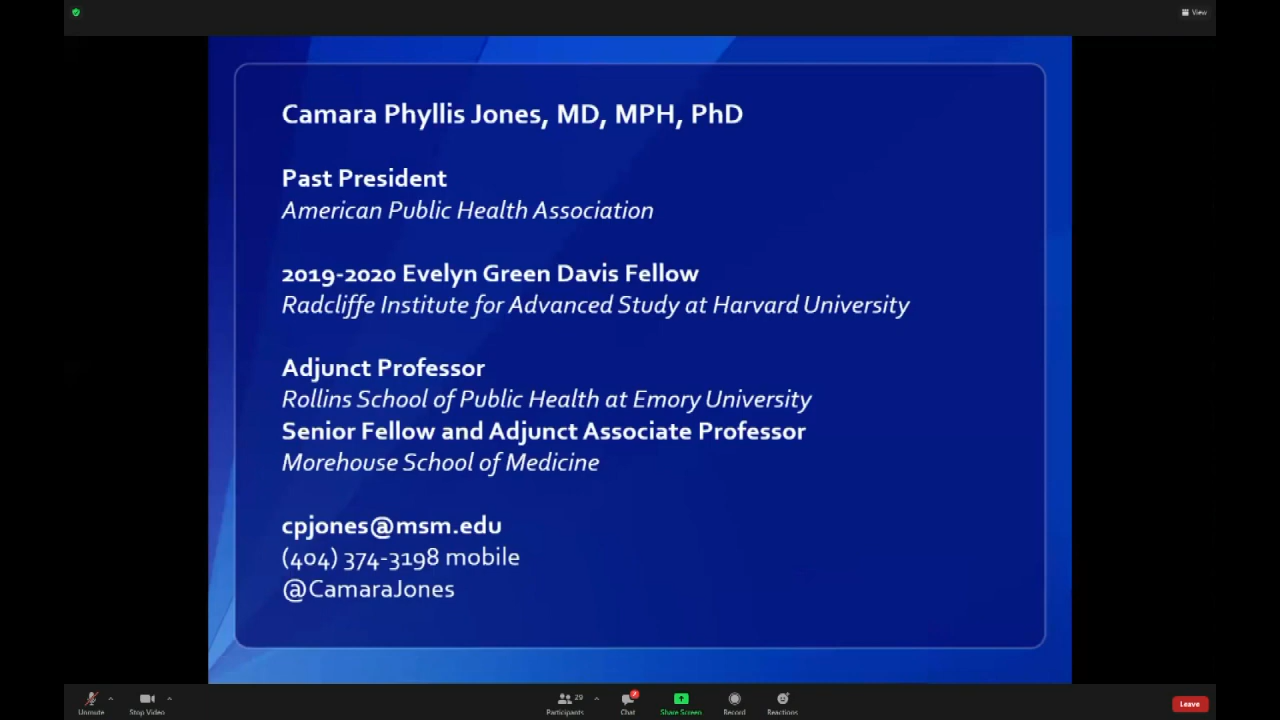 View
Camara Phyllis Jones, MD, MPH, PhD
Past President
American Public Health Association
2019-2020 Evelyn Green Davis Fellow
Radcliffe Institute for Advanced Study at Harvard University
Adjunct Professor
Rollins School of Public Health at Emory University
Senior Fellow and Adjunct Associate Professor
Morehouse School of Medicine
cpjones@msm.edu
(404) 374-3198 mobile
@CamaraJones
29
2
Unmute
Stop Video
Participants
Chat
Share Screen
Record
Reactions
Leave